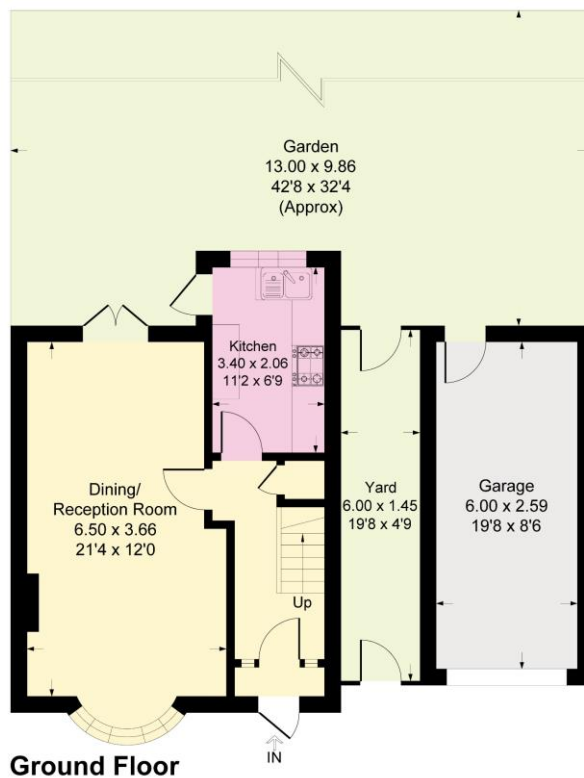 Garden
13.00 x 9.86
42'8 x 32'4
(Approx)
Kitchen
3.40 x 2.06
11'2 x 6'9
Dining/
Reception Room
6.50 x 3.66
21'4 x 12'0
Yard
6.00 x 1.45
19'8 x 4'9
Garage
6.00 x 2.59
19'8 x 8'6
Up
IN
Ground Floor